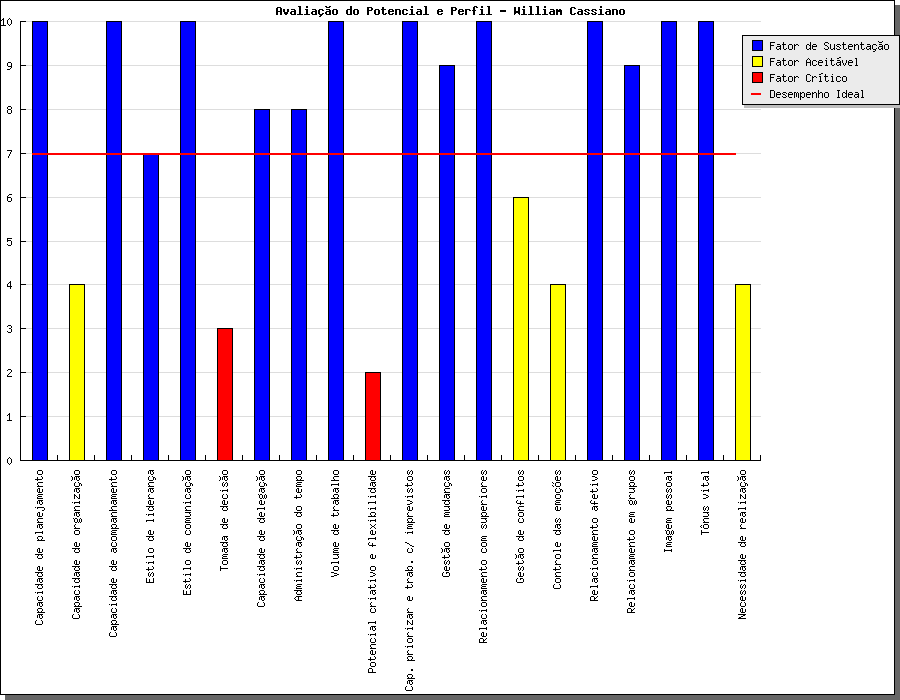 Avaliação do Potencial e Perfil - William Cassiano
10
9
8
7
6
5
4
3
2
1
0
Fator de Sustentação
Fator Aceitável
Fator Crítico
Desempenho Ideal
Capacidade de planejamento
Capacidade de organização
Capacidade de acompanhamento
Estilo de liderança
Estilo de comunicação
Tomada de decisão
Capacidade de delegação
Administração do tempo
Volume de trabalho
Potencial criativo e flexibilidade
Cap. priorizar e trab. c/ imprevistos
Gestão de mudanças
Relacionamento com superiores
Gestão de conflitos
Controle das emoções
Relacionamento afetivo
Relacionamento em grupos
Imagem pessoal
Tônus vital
Necessidade de realização